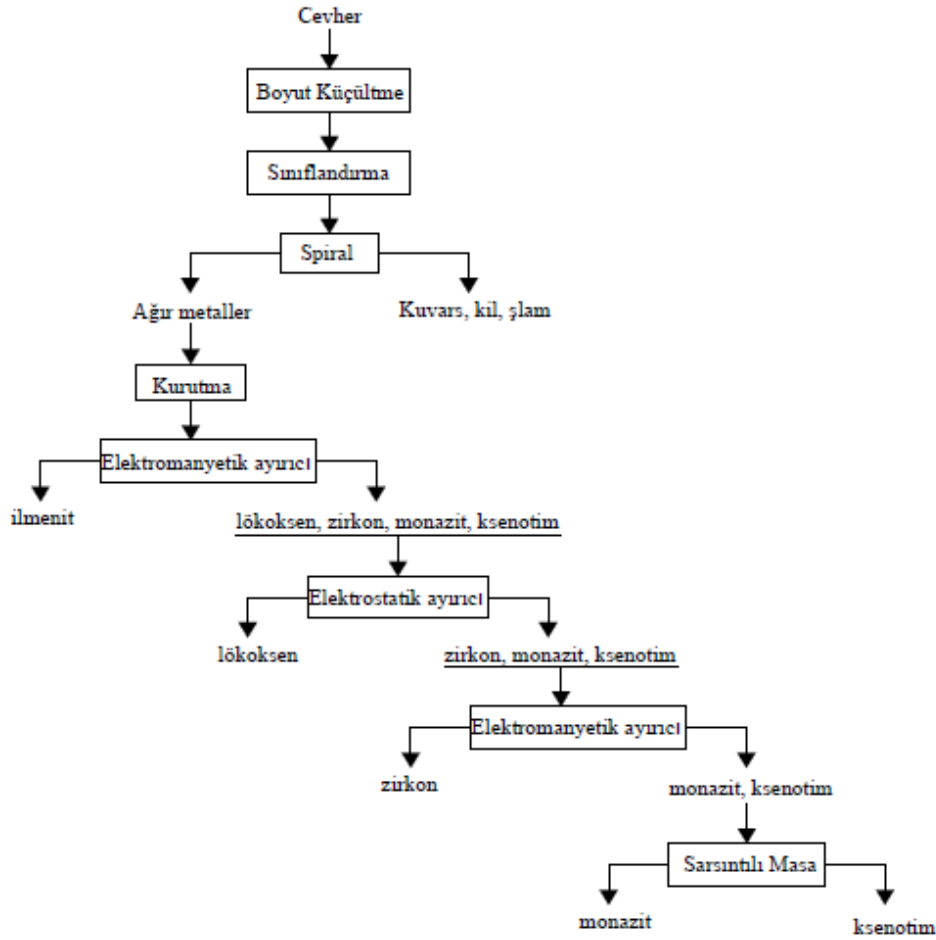 Cevher
Boyut Küçültme
Sınıflandırma
Spiral
Ağır metaller
Kuvars, kil, şlam
Kurutma
Elektromanyetik ayırıcı
ilmenit
lökoksen, zirkon, monazit, ksenotim
Elektrostatik ayırıcı
lökoksen
zirkon, monazit, ksenotim
Elektromanyetik ayırıcı
zirkon
monazit, ksenotim
Sarsıntılı Masa
monazit
ksenotim